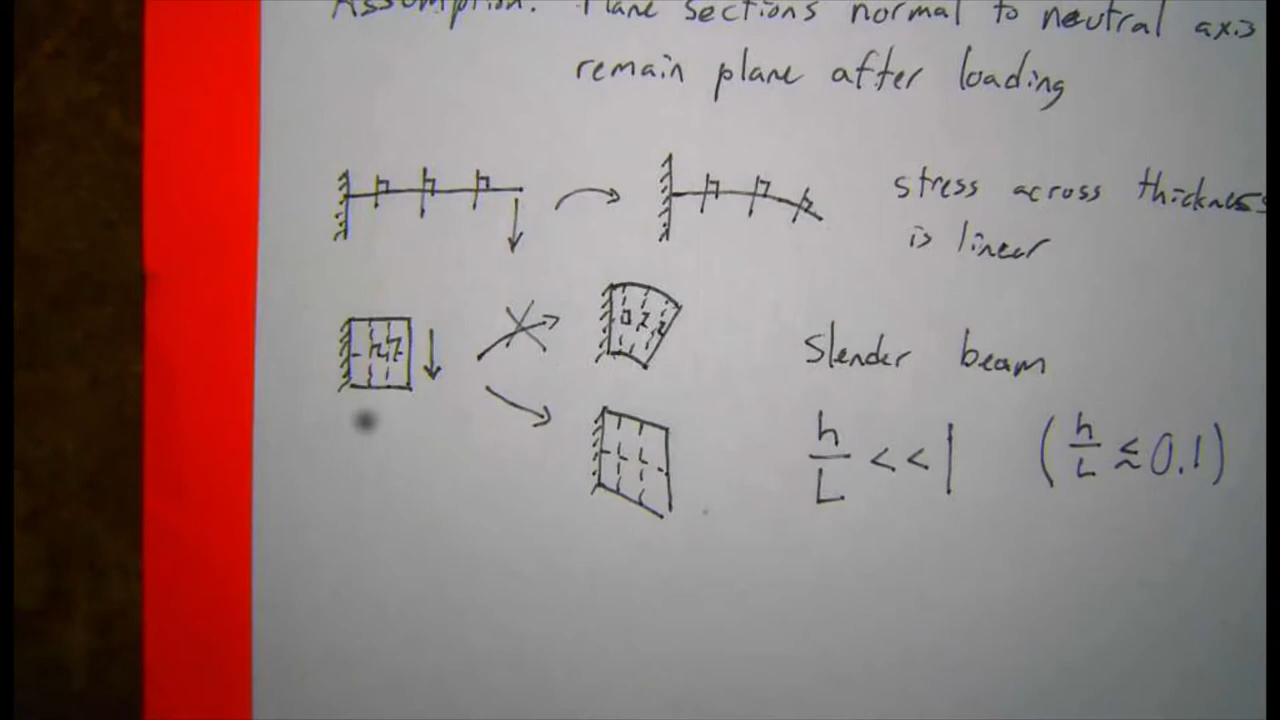 Assumption: Plane sections normal to neutral axis
remain plane after loading
stress across thickness
is linear
Slender beam
h/L << 1 (h/L ≲ 0.1)